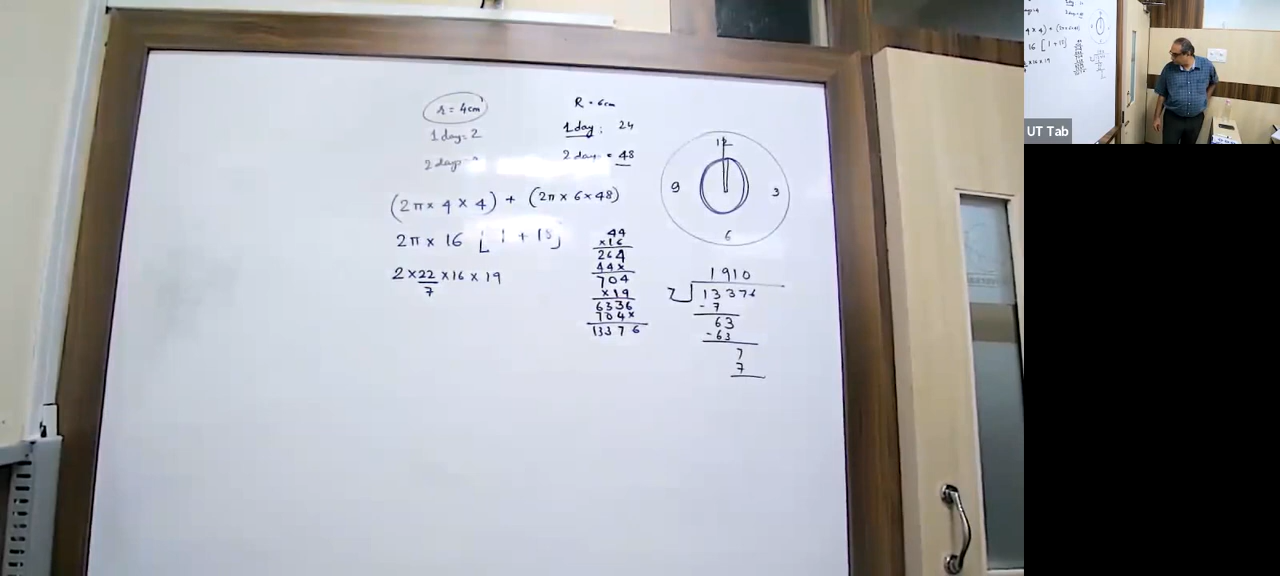 r = 4cm
1 day = 2
2 day =
R = 6cm
1 day : 24
2 day = 48
(2π × 4 × 4) + (2π × 6 × 48)
2π × 16 [1 + 18]
2 × 22/7 × 16 × 19
44
×16
264
44×
704
×19
6336
704×
13376
12
9
3
6
1910
7 13376
-7
63
-63
7
7
UT Tab